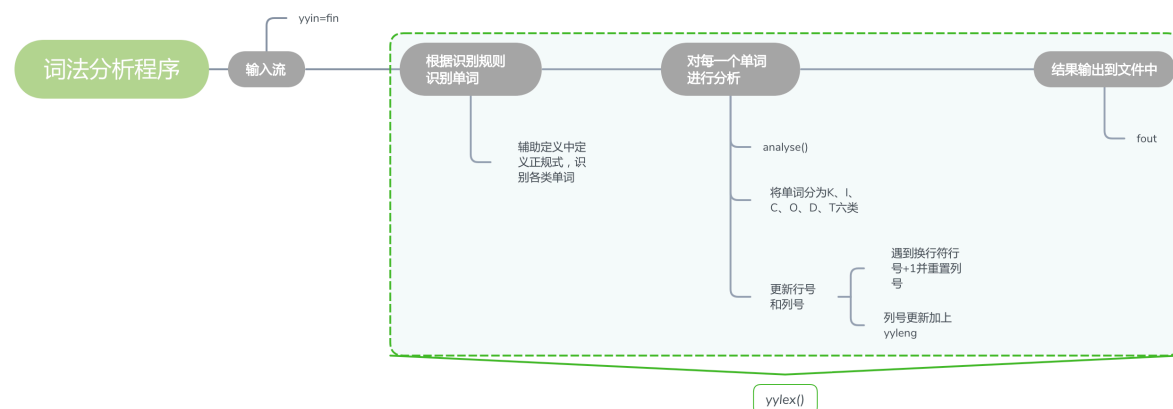 yyin=fin
词法分析程序
输入流
根据识别规则
识别单词
对每一个单词
进行分析
结果输出到文件中
辅助定义中定
义正规式，识
别各类单词
analyse()
将单词分为K、I、
C、O、D、T六类
更新行号
和列号
遇到换行符行
号+1并重置列
号
列号更新加上
yyleng
fout
yylex()